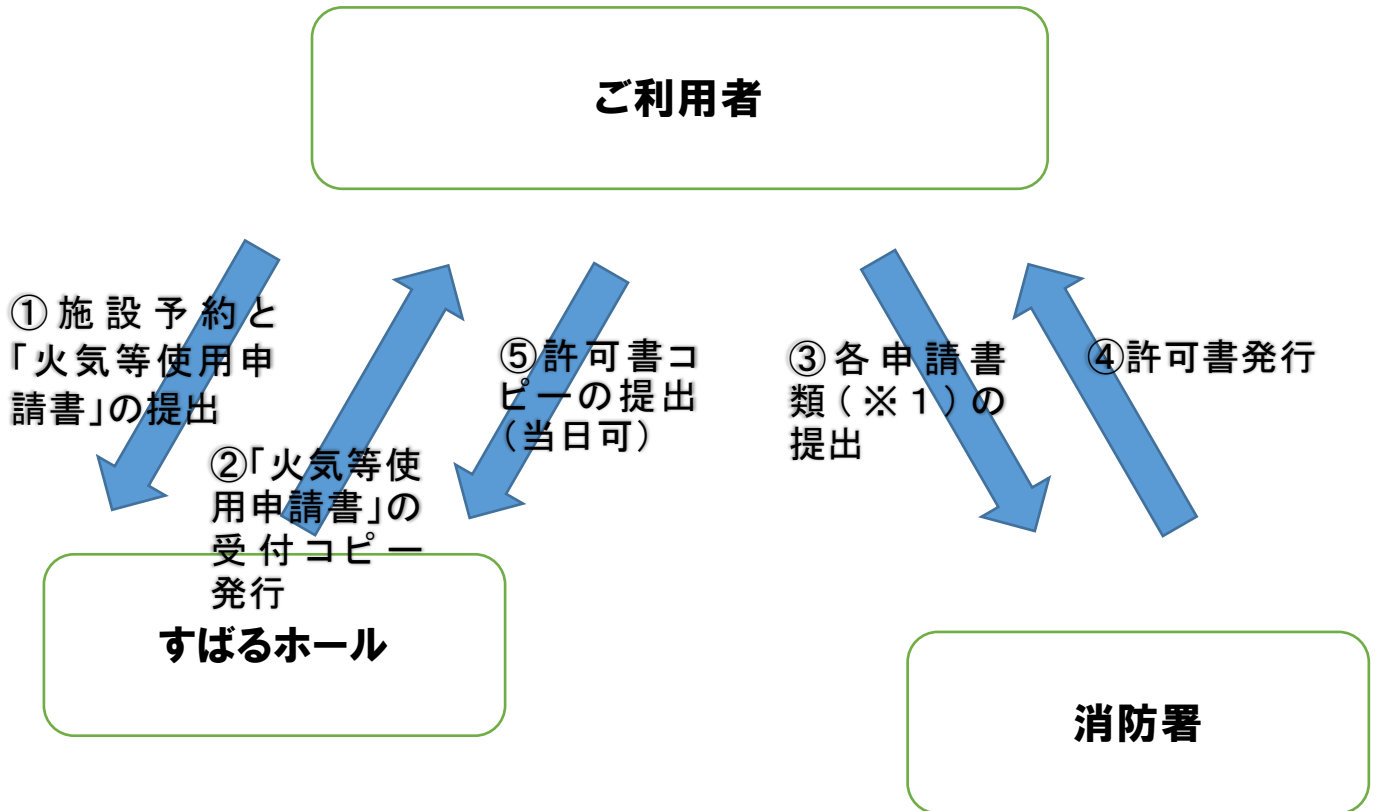 ご利用者
①施設予約と
「火気等使用申
請書」の提出
②「火気等使
用申請書」の
受付コピー
発行
⑤許可書コ
ピーの提出
（当日可）
③各申請書
類(※1)の
提出
④許可書発行
すばるホール
消防署